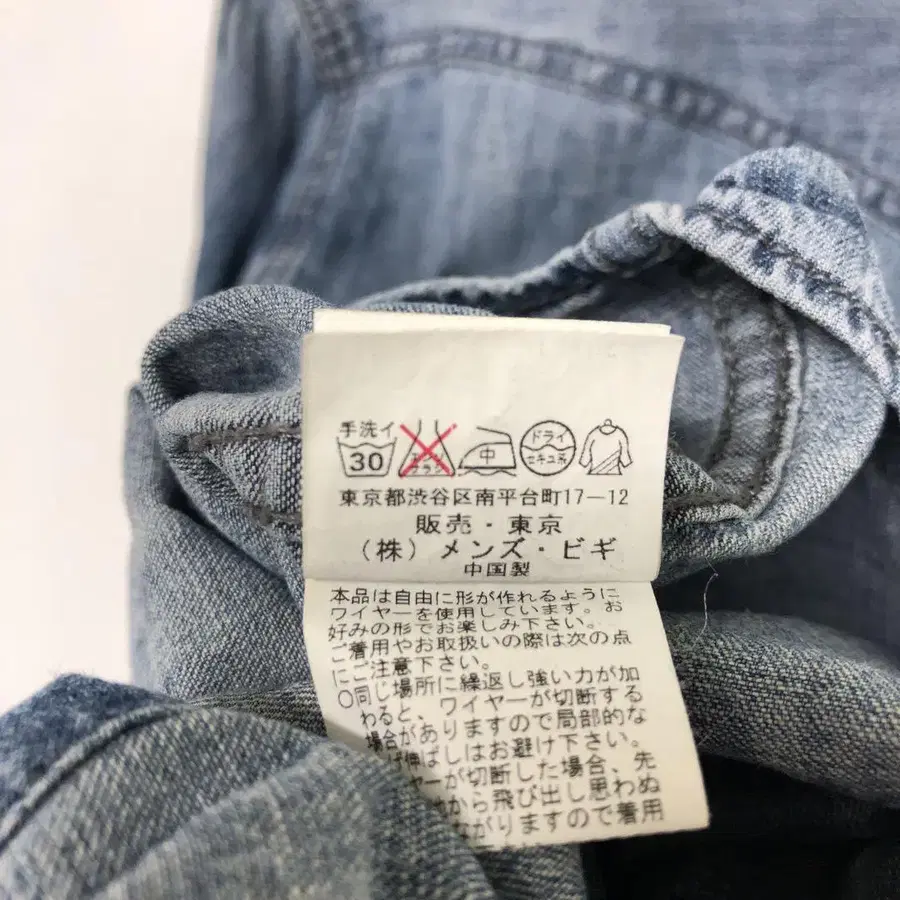 手洗イ
30
中
ドライ
セキユ系
東京都渋谷区南平台町17―12
販売・東京
（株）メンズ・ビギ
中国製
本品は自由に形が作れるように
ワイヤーを使用しています。お
好みの形でお楽しみ下さい。
ご着用やお取扱いの際は次の点
にご注意下さい。
○同じ場所に繰返し強い力が加
わると、ワイヤーが切断する
場合がありますので局部的な
げ伸ばしはお避け下さい。
ヤーが切断した場合、先
から飛び出し思わぬ
ながりますので着用